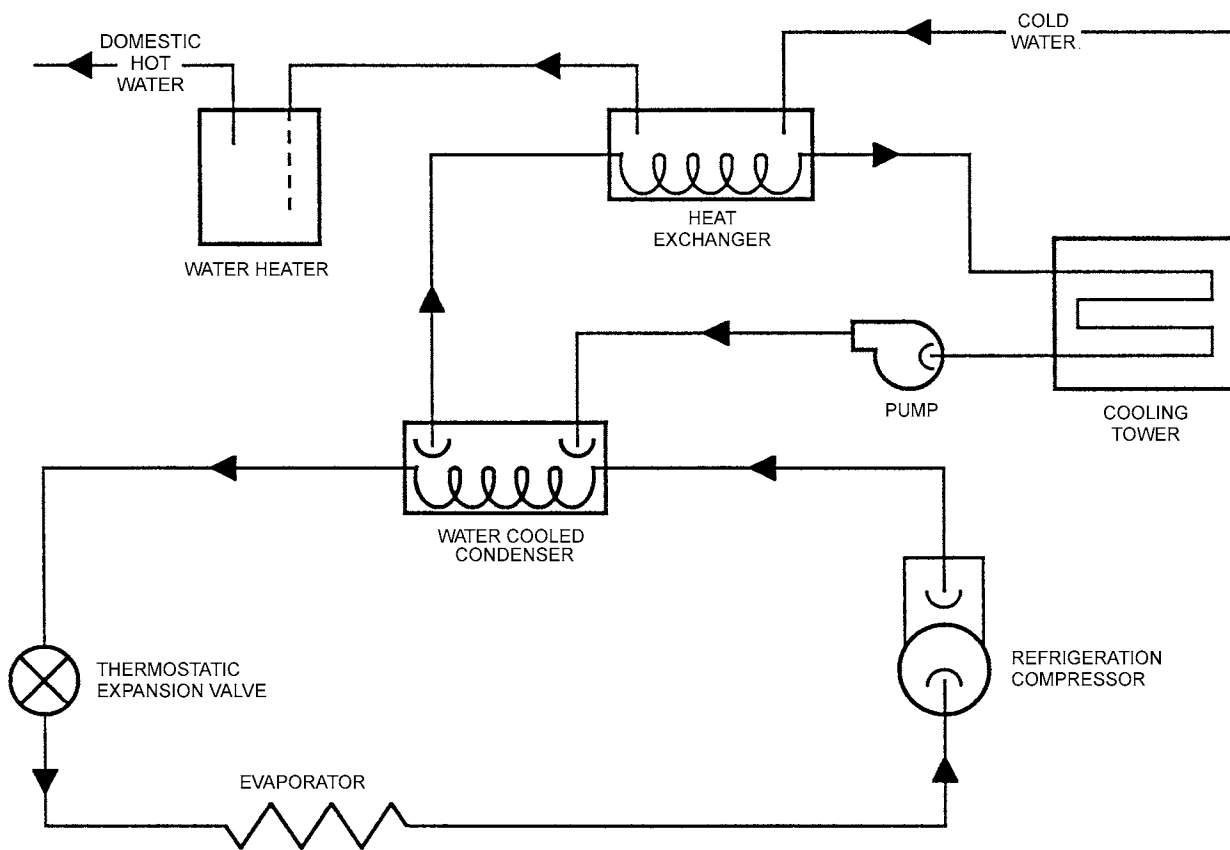 DOMESTIC
HOT
WATER
COLD
WATER
HEAT
EXCHANGER
WATER HEATER
PUMP
COOLING
TOWER
WATER COOLED
CONDENSER
THERMOSTATIC
EXPANSION VALVE
REFRIGERATION
COMPRESSOR
EVAPORATOR